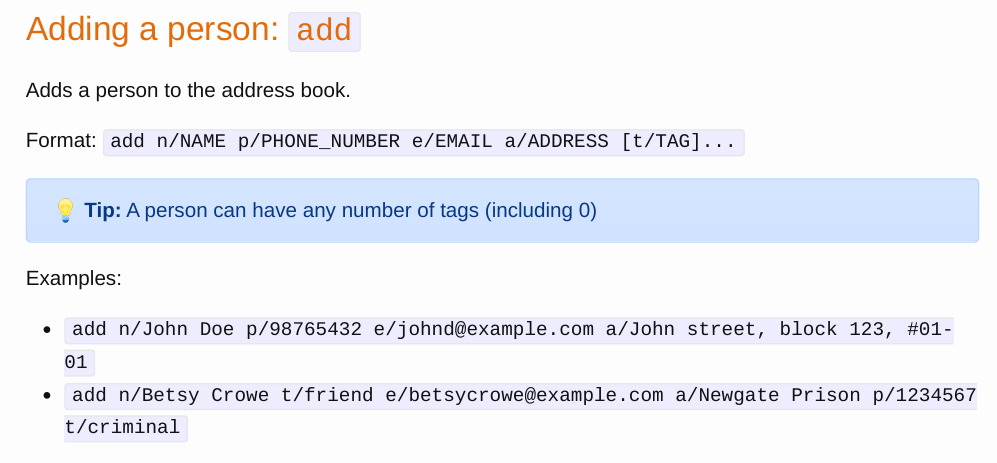 Adding a person: add
Adds a person to the address book.
Format: add n/NAME p/PHONE_NUMBER e/EMAIL a/ADDRESS [t/TAG]...
💡 Tip: A person can have any number of tags (including 0)
Examples:
• add n/John Doe p/98765432 e/johnd@example.com a/John street, block 123, #01-
01
• add n/Betsy Crowe t/friend e/betsycrowe@example.com a/Newgate Prison p/1234567
t/criminal